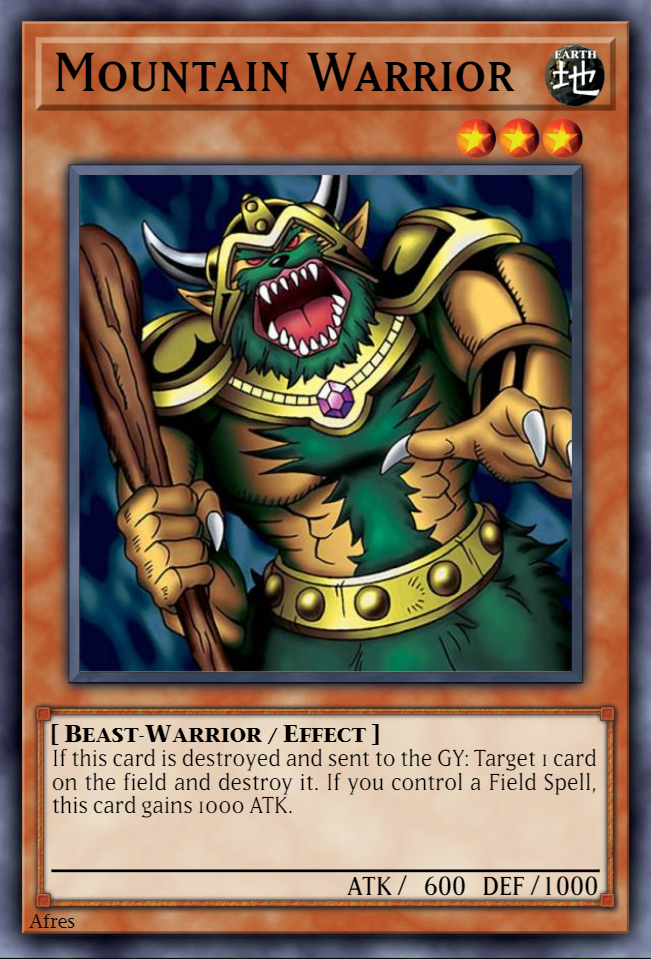 Mountain Warrior
EARTH
地
[ Beast-Warrior / Effect ]
If this card is destroyed and sent to the GY: Target 1 card
on the field and destroy it. If you control a Field Spell,
this card gains 1000 ATK.
ATK / 600 DEF /1000
Afres